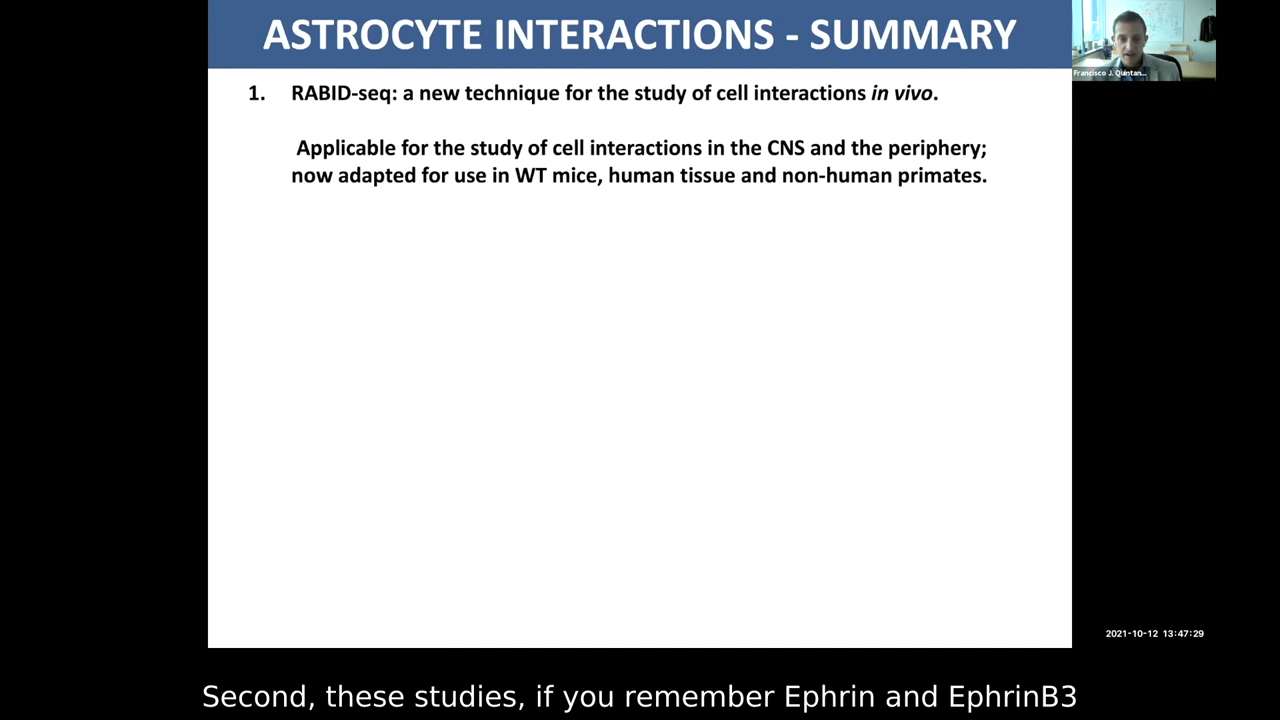 ASTROCYTE INTERACTIONS - SUMMARY
Francisco J. Quintan...
1. RABID-seq: a new technique for the study of cell interactions in vivo.
Applicable for the study of cell interactions in the CNS and the periphery;
now adapted for use in WT mice, human tissue and non-human primates.
2021-10-12 13:47:29
Second, these studies, if you remember Ephrin and EphrinB3